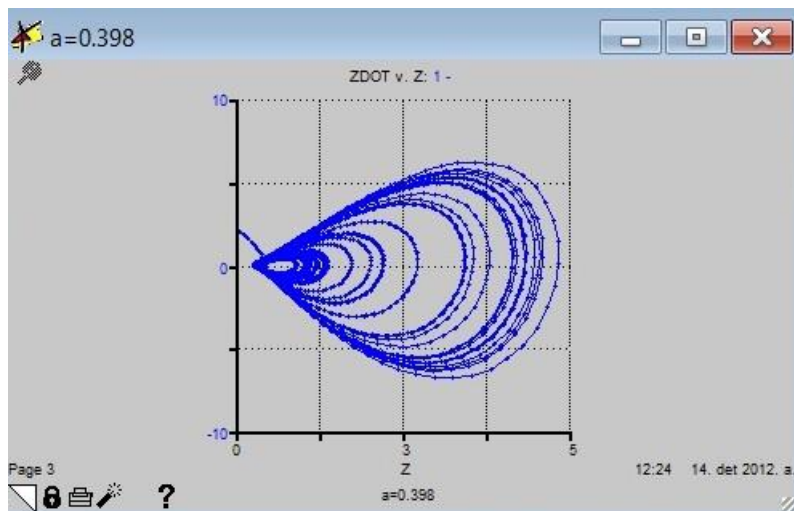 a=0.398
ZDOT v. Z: 1 -
10
0
-10
0
3
5
Z
Page 3
12:24 14. det 2012. a.
a=0.398
?